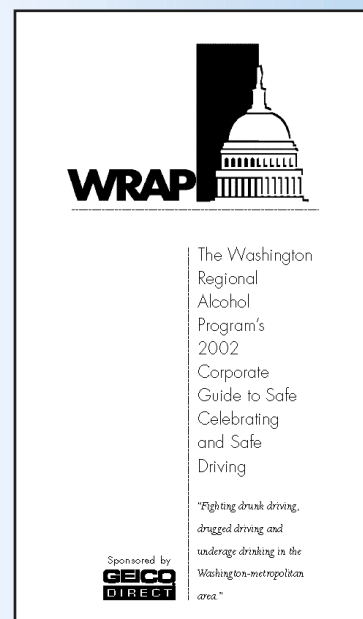 WRAP
The Washington
Regional
Alcohol
Program's
2002
Corporate
Guide to Safe
Celebrating
and Safe
Driving
"Fighting drunk driving,
drugged driving and
underage drinking in the
Washington-metropolitan
area."
Sponsored by
GEICO
DIRECT